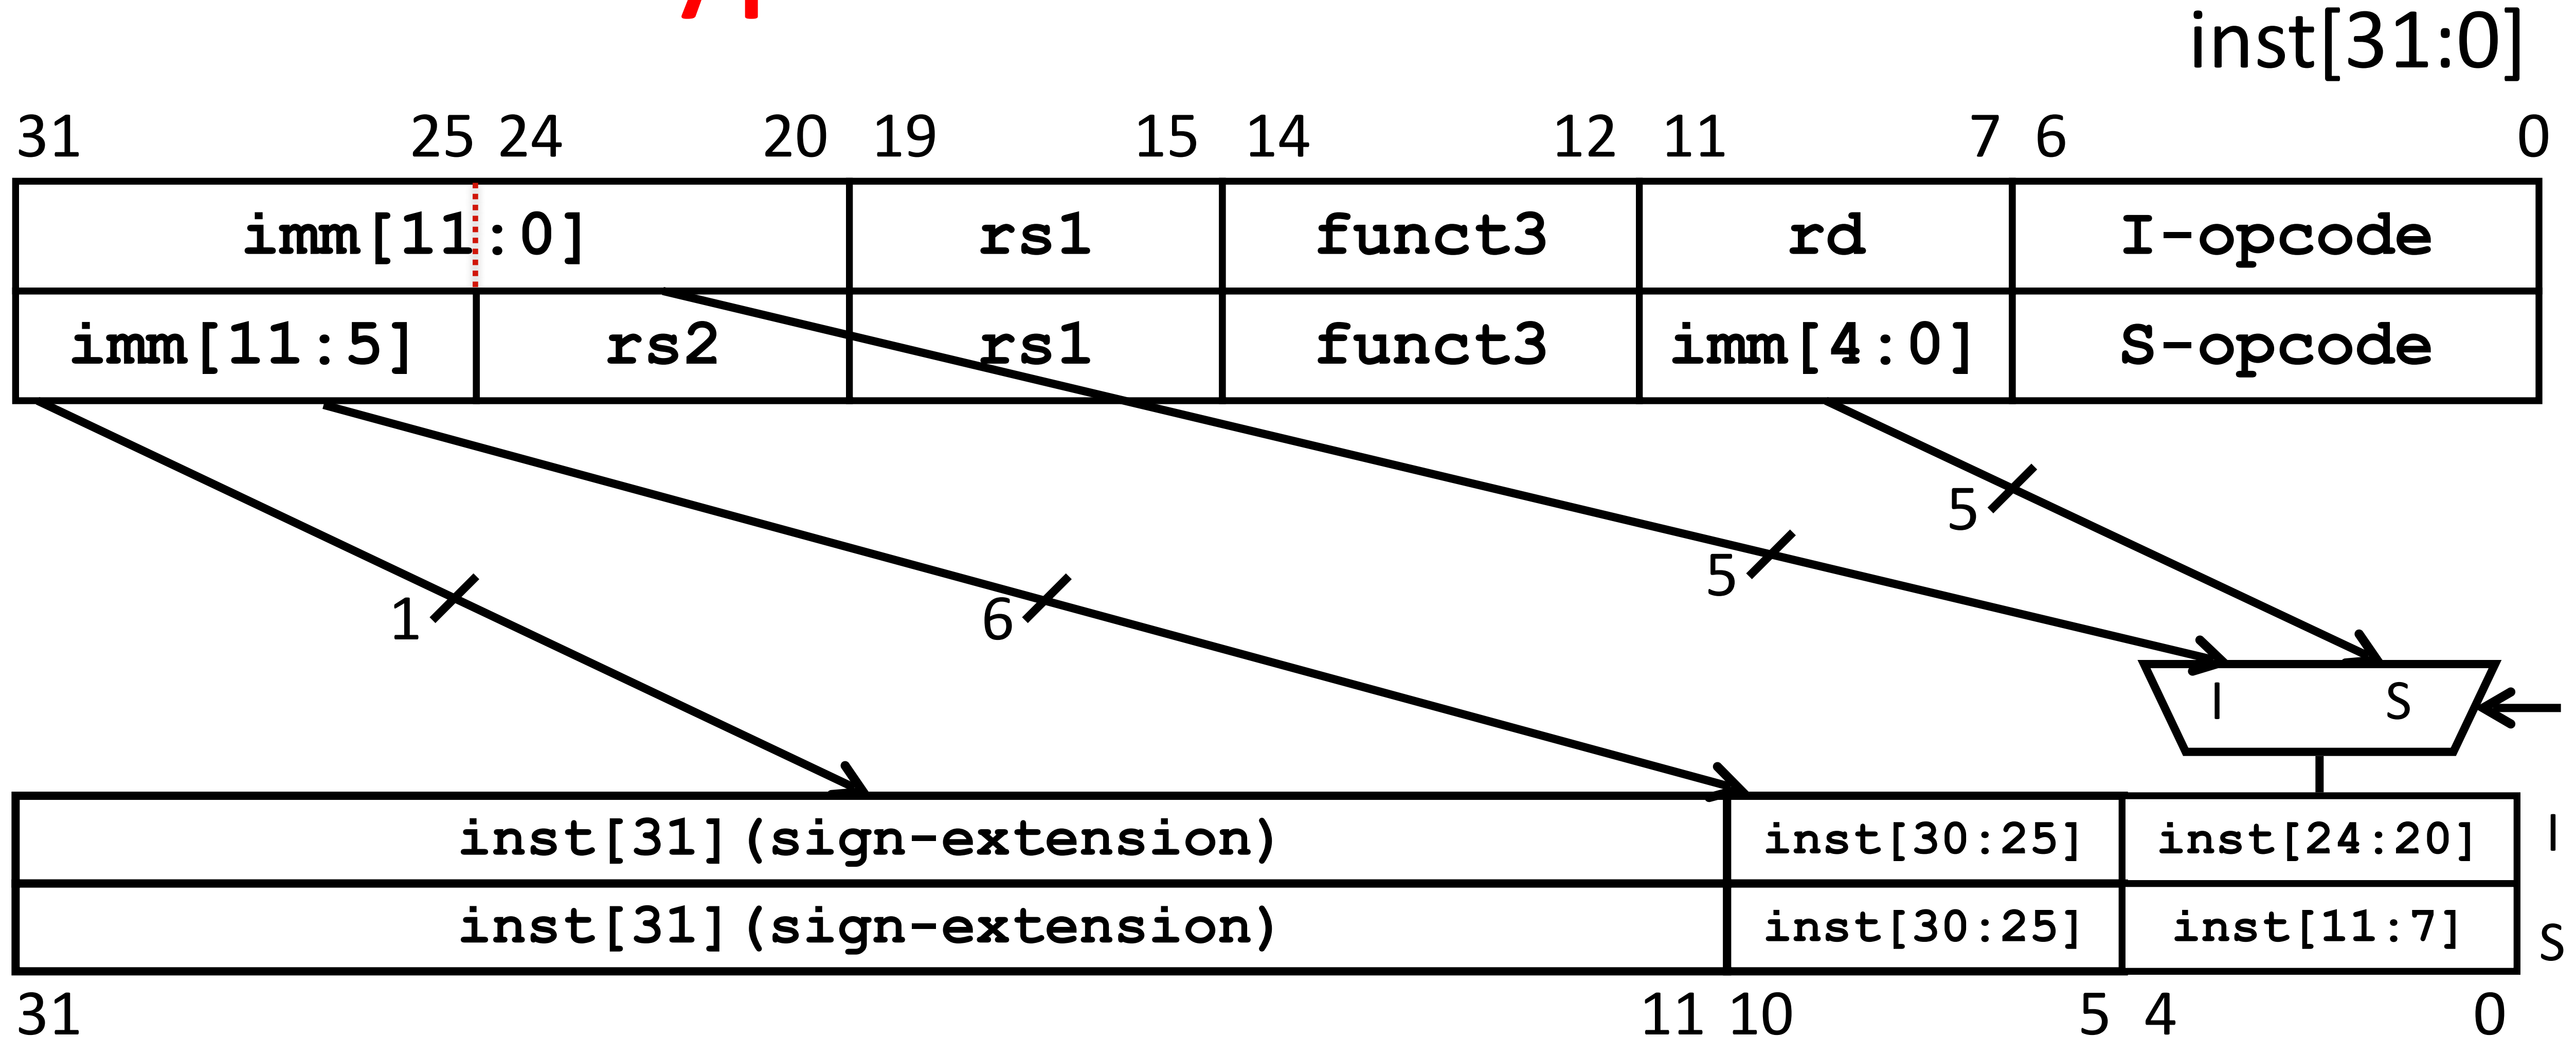 inst[31:0]
31 25 24 20 19 15 14 12 11 7 6 0
imm[11:0] rs1 funct3 rd I-opcode
imm[11:5] rs2 rs1 funct3 imm[4:0] S-opcode
5
5
1 6
I S
inst[31](sign-extension) inst[30:25] inst[24:20] I
inst[31](sign-extension) inst[30:25] inst[11:7] S
31 11 10 5 4 0